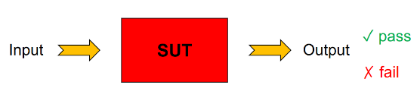 Input
SUT
Output
✓ pass
✗ fail